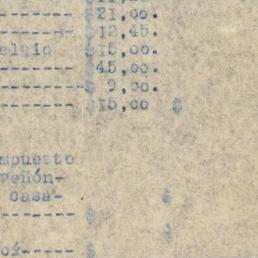 ------ $21,00.
------ $12,45.
elgio $15,00.
------ $45,00.
------ $ 9,00.
------ $15,00 $
mpuesto
Peñón-
casa- $
------ $
$
------ $